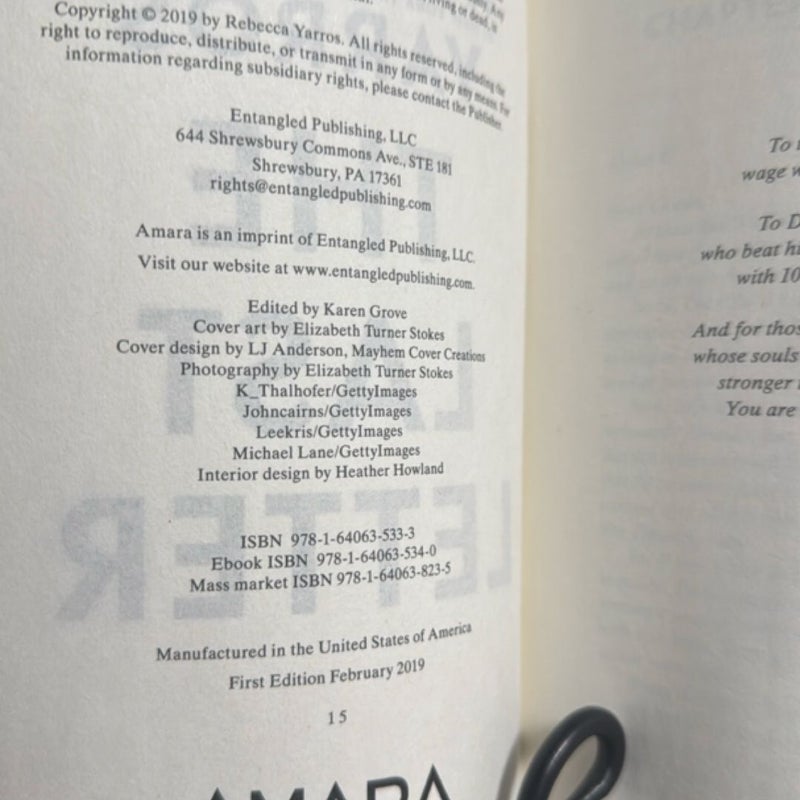 living or dead, is
Copyright © 2019 by Rebecca Yarros. All rights reserved, including the
right to reproduce, distribute, or transmit in any form or by any means. For
information regarding subsidiary rights, please contact the Publisher.
Entangled Publishing, LLC
644 Shrewsbury Commons Ave., STE 181
Shrewsbury, PA 17361
rights@entangledpublishing.com
Amara is an imprint of Entangled Publishing, LLC.
Visit our website at www.entangledpublishing.com.
Edited by Karen Grove
Cover art by Elizabeth Turner Stokes
Cover design by LJ Anderson, Mayhem Cover Creations
Photography by Elizabeth Turner Stokes
K_Thalhofer/GettyImages
Johncairns/GettyImages
Leekris/GettyImages
Michael Lane/GettyImages
Interior design by Heather Howland
ISBN 978-1-64063-533-3
Ebook ISBN 978-1-64063-534-0
Mass market ISBN 978-1-64063-823-5
Manufactured in the United States of America
First Edition February 2019
15
AMARA
To
wage
To D
who beat
with 10
And for
whose souls
stronger
You are